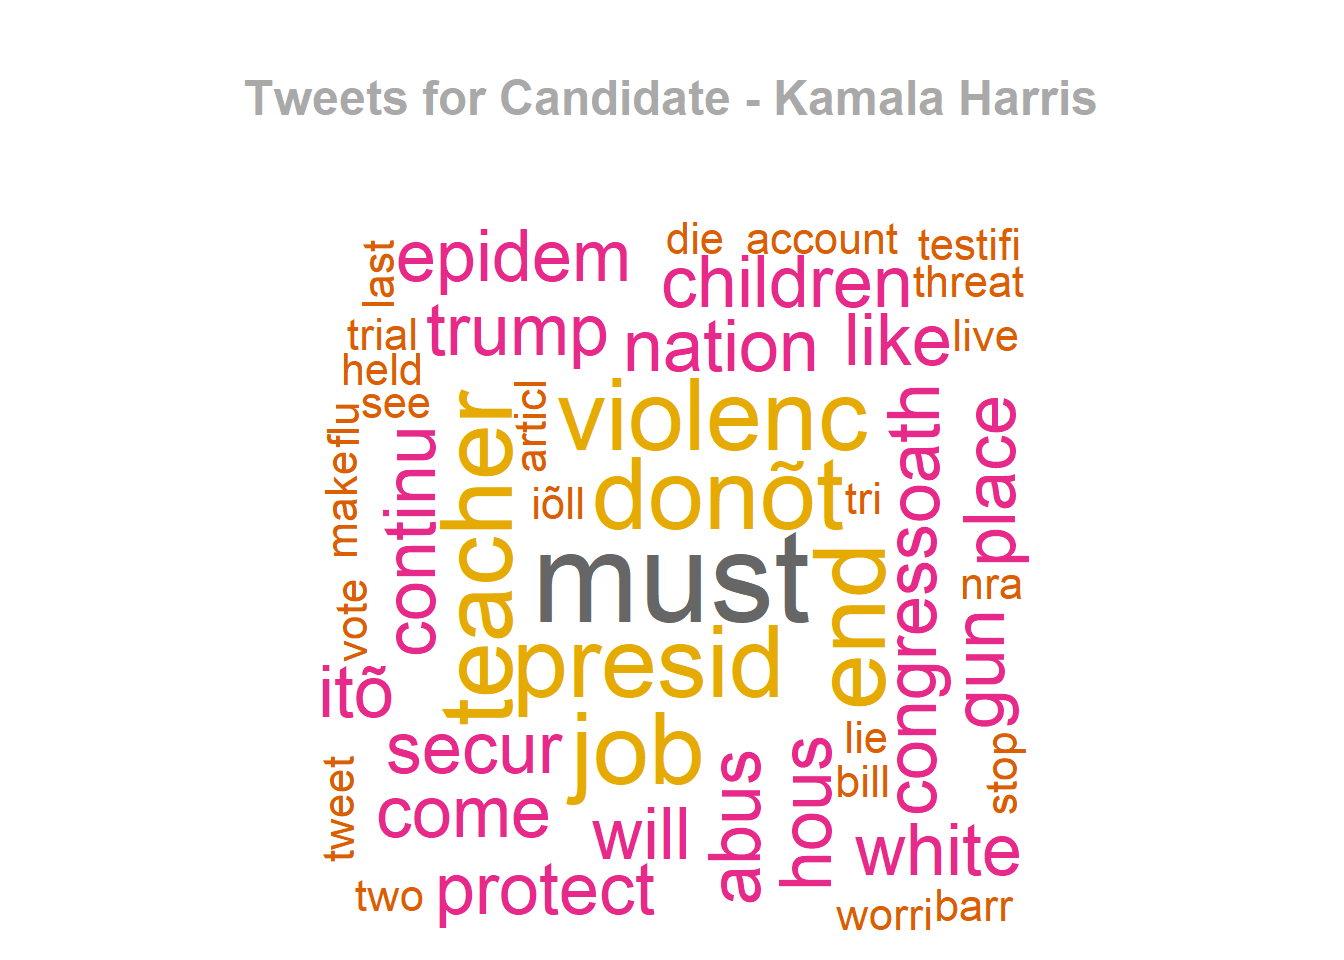 Tweets for Candidate - Kamala Harris
die account testifi
last epidem children threat
trial trump nation like live
held
see articl violenc
makeflu continu teacher iõll donõt tri congressoath place
must end nra
vote presid gun
itõ
secur job lie
tweet bill stop
come will abus hous white
two protect worri barr